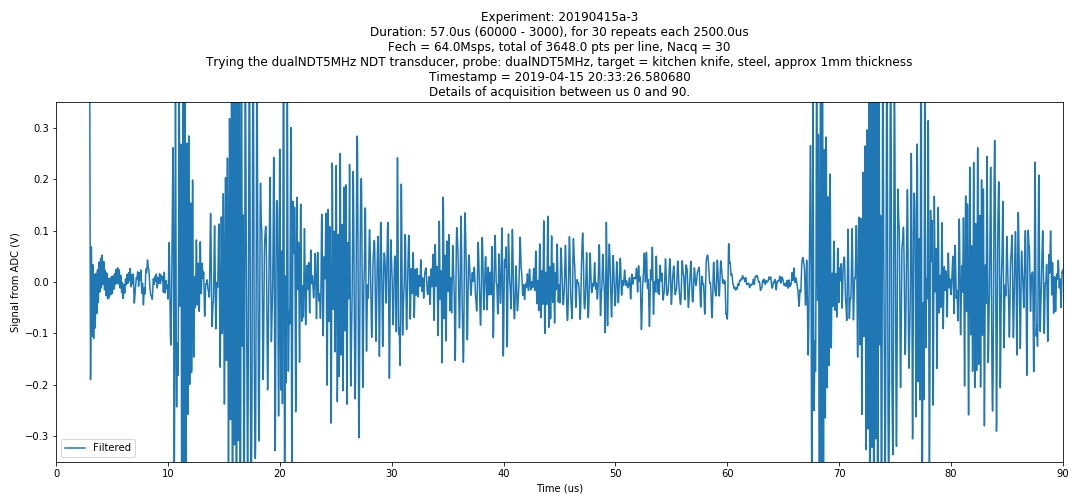 Experiment: 20190415a-3
Duration: 57.0us (60000 - 3000), for 30 repeats each 2500.0us
Fech = 64.0Msps, total of 3648.0 pts per line, Nacq = 30
Trying the dualNDT5MHz NDT transducer, probe: dualNDT5MHz, target = kitchen knife, steel, approx 1mm thickness
Timestamp = 2019-04-15 20:33:26.580680
Details of acquisition between us 0 and 90.
0.3
0.2
0.1
0.0
−0.1
−0.2
−0.3
Signal from ADC (V)
Filtered
0 10 20 30 40 50 60 70 80 90
Time (us)